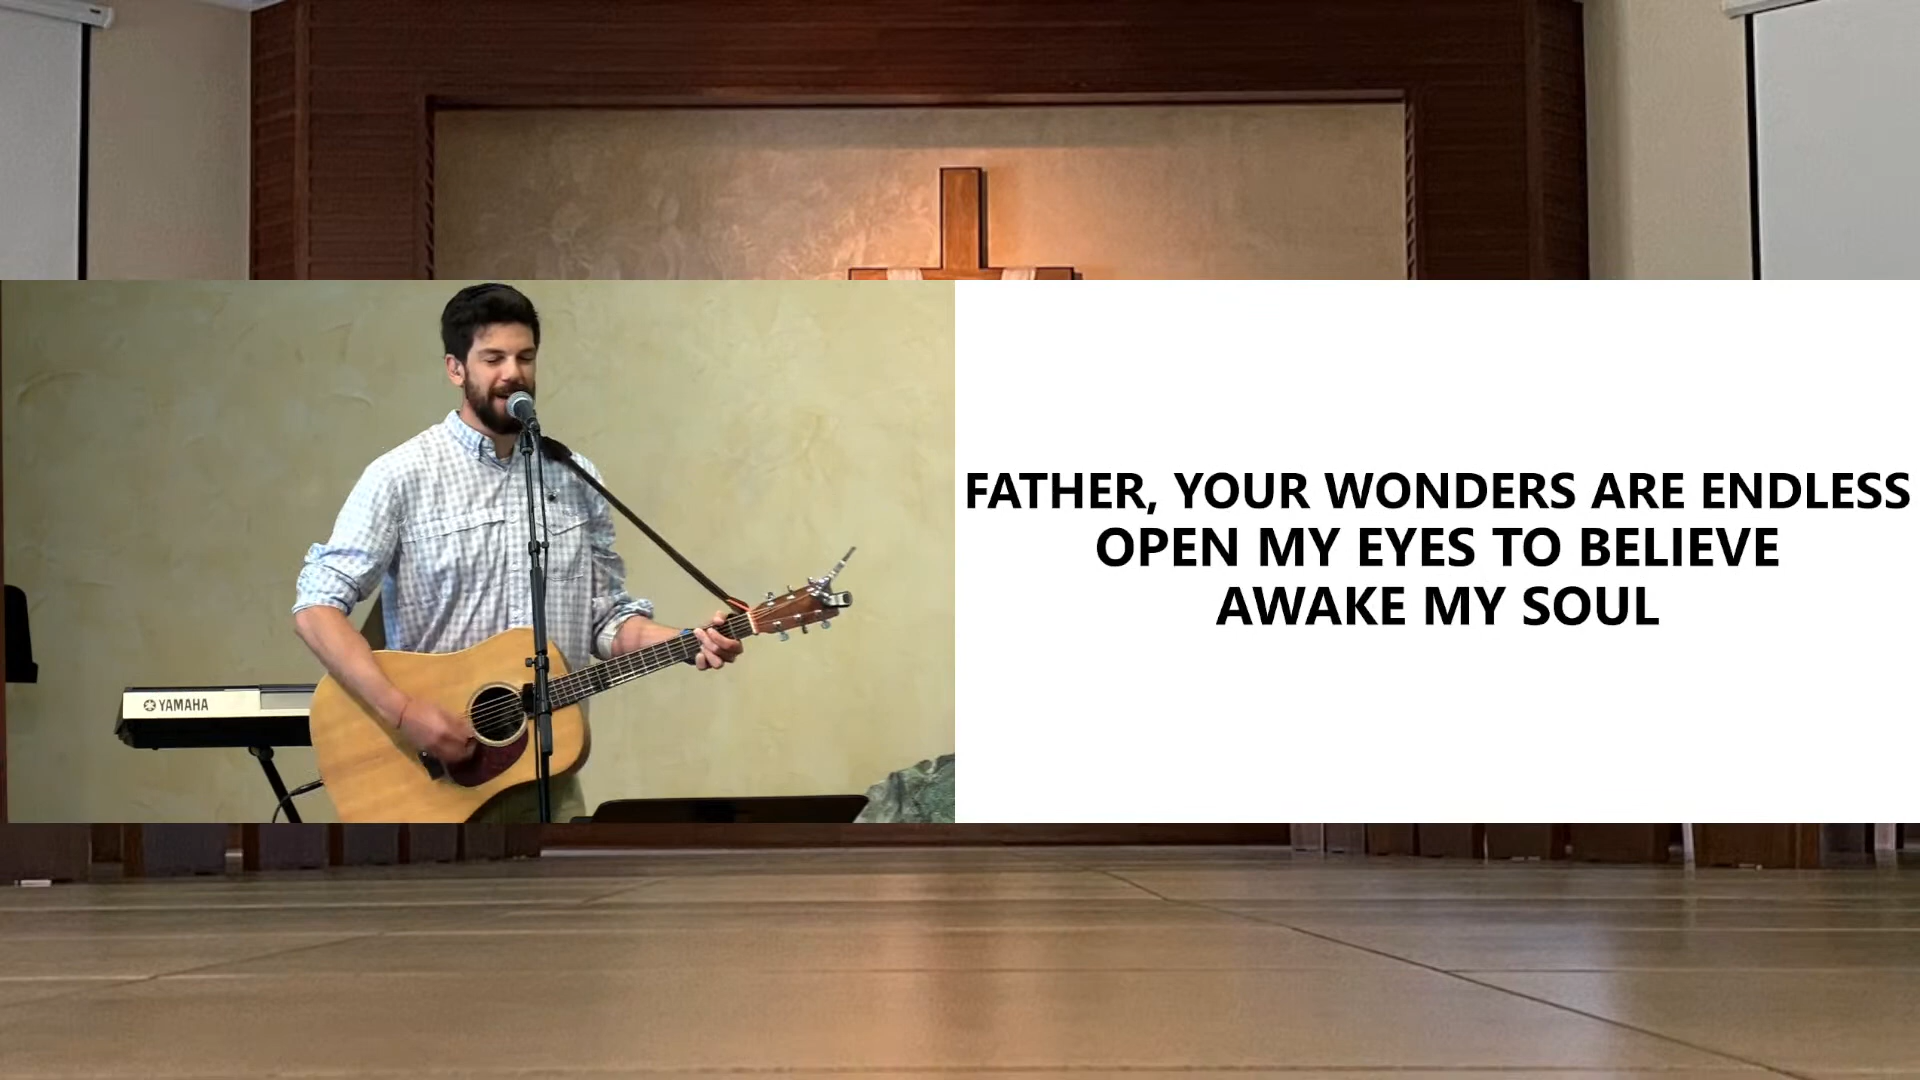 FATHER, YOUR WONDERS ARE ENDLESS
OPEN MY EYES TO BELIEVE
AWAKE MY SOUL
YAMAHA